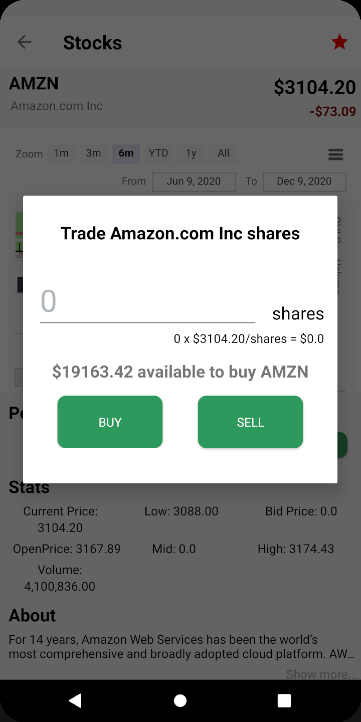 Stocks
AMZN
$3104.20
Amazon.com Inc
-$73.09
Zoom 1m 3m 6m YTD 1y All
From Jun 9, 2020 To Dec 9, 2020
Trade Amazon.com Inc shares
0
shares
0 x $3104.20/shares = $0.0
$19163.42 available to buy AMZN
BUY
SELL
Stats
Current Price: 3104.20
Low: 3088.00
Bid Price: 0.0
OpenPrice: 3167.89
Mid: 0.0
High: 3174.43
Volume: 4,100,836.00
About
For 14 years, Amazon Web Services has been the world's
most comprehensive and broadly adopted cloud platform. AW...
Show more...